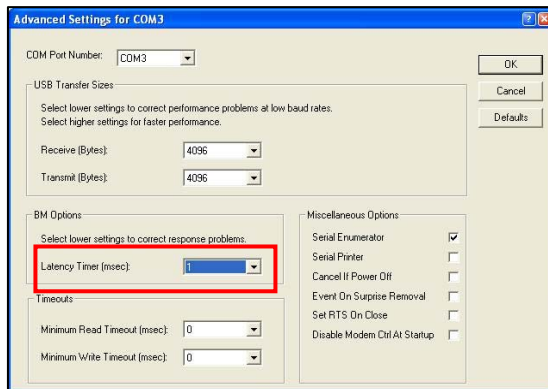 Advanced Settings for COM3
COM Port Number:
COM3
OK
Cancel
Defaults
USB Transfer Sizes
Select lower settings to correct performance problems at low baud rates.
Select higher settings for faster performance.
Receive (Bytes):
4096
Transmit (Bytes):
4096
BM Options
Select lower settings to correct response problems.
Latency Timer (msec):
1
Timeouts
Minimum Read Timeout (msec):
0
Minimum Write Timeout (msec):
0
Miscellaneous Options
Serial Enumerator
Serial Printer
Cancel If Power Off
Event On Surprise Removal
Set RTS On Close
Disable Modem Ctrl At Startup